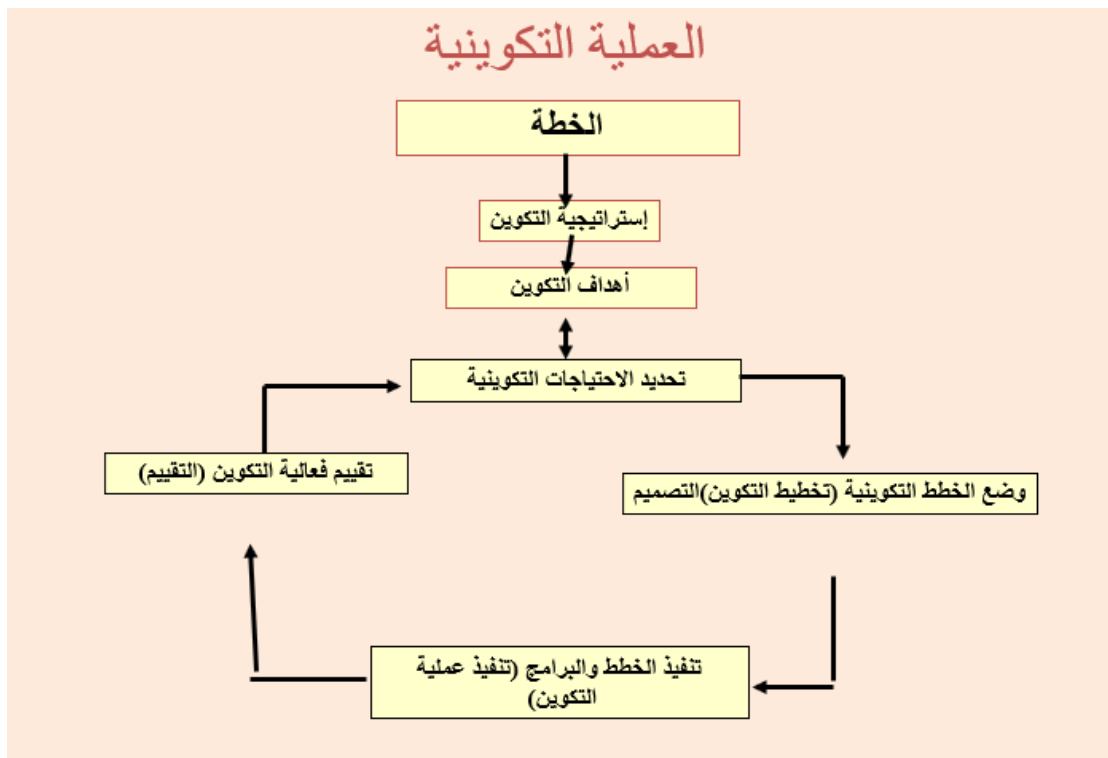 العملية التكوينية
الخطة
إستراتيجية التكوين
أهداف التكوين
تحديد الاحتياجات التكوينية
تقييم فعالية التكوين (التقييم)
وضع الخطط التكوينية (تخطيط التكوين)التصميم
تنفيذ الخطط والبرامج (تنفيذ عملية
التكوين)